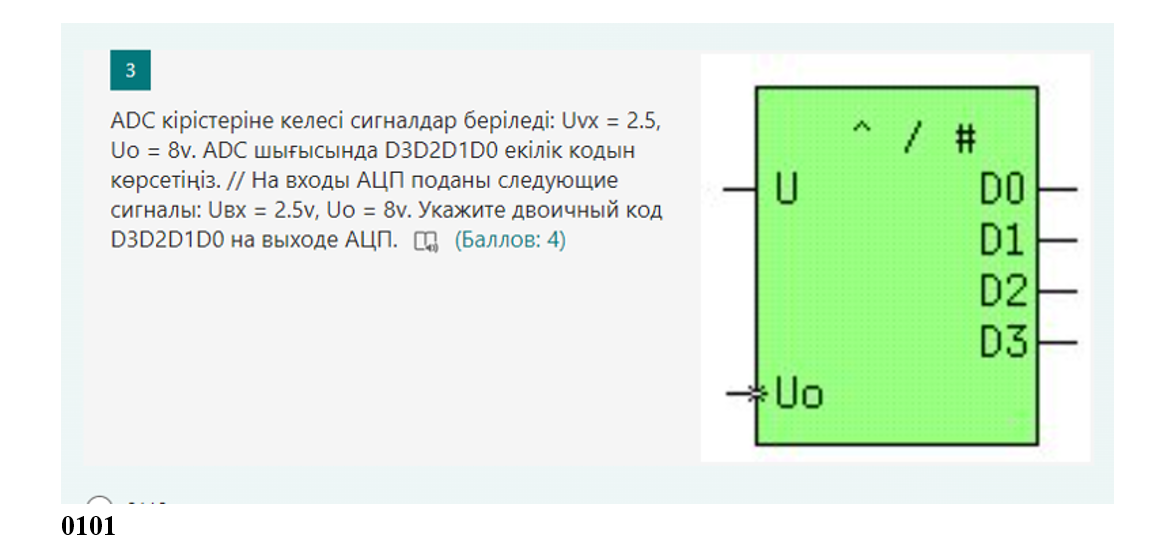 3
ADC кірістеріне келесі сигналдар беріледі: Uvx = 2.5,
Uo = 8v. ADC шығысында D3D2D1D0 екілік кодын
көрсетіңіз. // На входы АЦП поданы следующие
сигналы: Uвх = 2.5v, Uo = 8v. Укажите двоичный код
D3D2D1D0 на выходе АЦП. (Баллов: 4)
^ / #
U D0
D1
D2
D3
Uo
0101